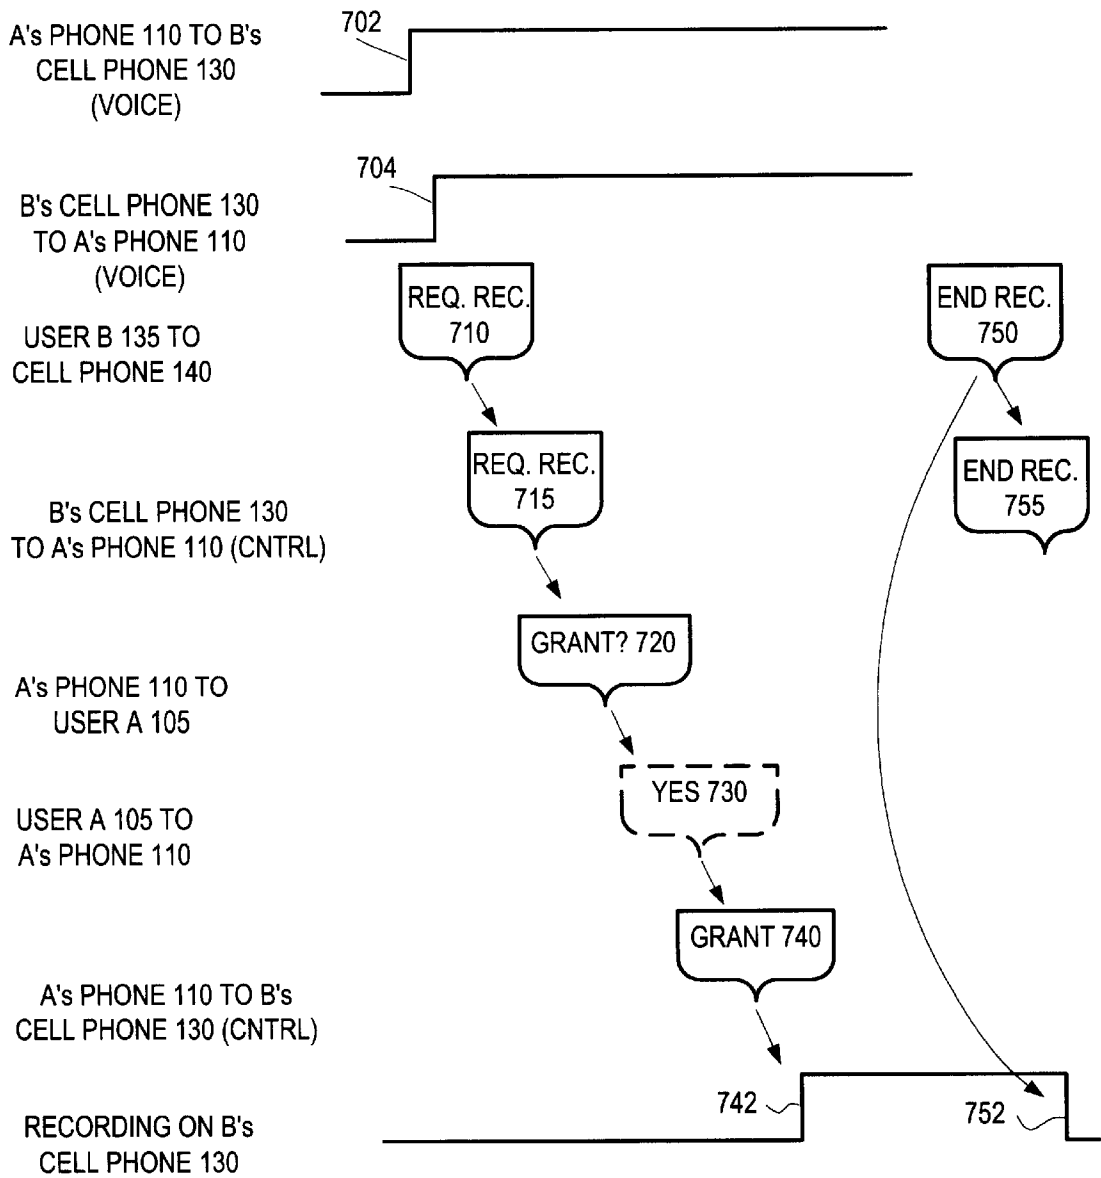 A's PHONE 110 TO B's
CELL PHONE 130
(VOICE)
702
B's CELL PHONE 130
TO A's PHONE 110
(VOICE)
704
USER B 135 TO
CELL PHONE 140
REQ. REC.
710
END REC.
750
B's CELL PHONE 130
TO A's PHONE 110 (CNTRL)
REQ. REC.
715
END REC.
755
A's PHONE 110 TO
USER A 105
GRANT? 720
USER A 105 TO
A's PHONE 110
YES 730
A's PHONE 110 TO B's
CELL PHONE 130 (CNTRL)
GRANT 740
RECORDING ON B's
CELL PHONE 130
742
752